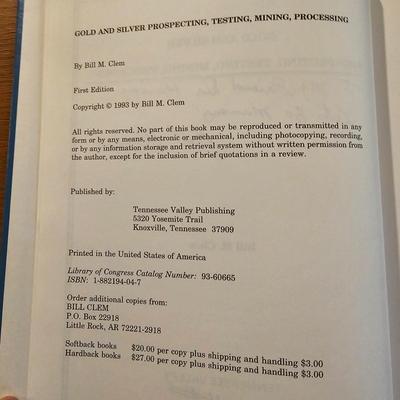 GOLD AND SILVER PROSPECTING, TESTING, MINING, PROCESSING
By Bill M. Clem
First Edition
Copyright © 1993 by Bill M. Clem
All rights reserved. No part of this book may be reproduced or transmitted in any
form or by any means, electronic or mechanical, including photocopying, recording,
or by any information storage and retrieval system without written permission from
the author, except for the inclusion of brief quotations in a review.
Published by:
Tennessee Valley Publishing
5320 Yosemite Trail
Knoxville, Tennessee 37909
Printed in the United States of America
Library of Congress Catalog Number: 93-60665
ISBN: 1-882194-04-7
Order additional copies from:
BILL CLEM
P.O. Box 22918
Little Rock, AR 72221-2918
Softback books $20.00 per copy plus shipping and handling $3.00
Hardback books $27.00 per copy plus shipping and handling $3.00